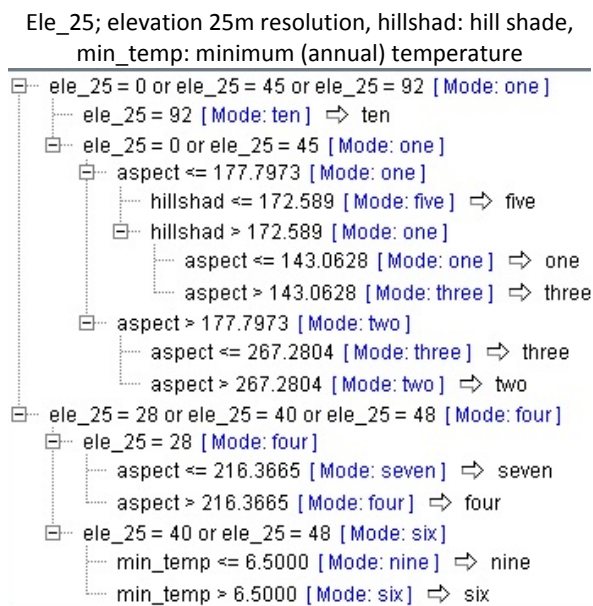 Ele_25; elevation 25m resolution, hillshad: hill shade,
min_temp: minimum (annual) temperature
ele_25 = 0 or ele_25 = 45 or ele_25 = 92 [Mode: one]
ele_25 = 92 [Mode: ten] ⇨ ten
ele_25 = 0 or ele_25 = 45 [Mode: one]
aspect <= 177.7973 [Mode: one]
hillshad <= 172.589 [Mode: five] ⇨ five
hillshad > 172.589 [Mode: one]
aspect <= 143.0628 [Mode: one] ⇨ one
aspect > 143.0628 [Mode: three] ⇨ three
aspect > 177.7973 [Mode: two]
aspect <= 267.2804 [Mode: three] ⇨ three
aspect > 267.2804 [Mode: two] ⇨ two
ele_25 = 28 or ele_25 = 40 or ele_25 = 48 [Mode: four]
ele_25 = 28 [Mode: four]
aspect <= 216.3665 [Mode: seven] ⇨ seven
aspect > 216.3665 [Mode: four] ⇨ four
ele_25 = 40 or ele_25 = 48 [Mode: six]
min_temp <= 6.5000 [Mode: nine] ⇨ nine
min_temp > 6.5000 [Mode: six] ⇨ six